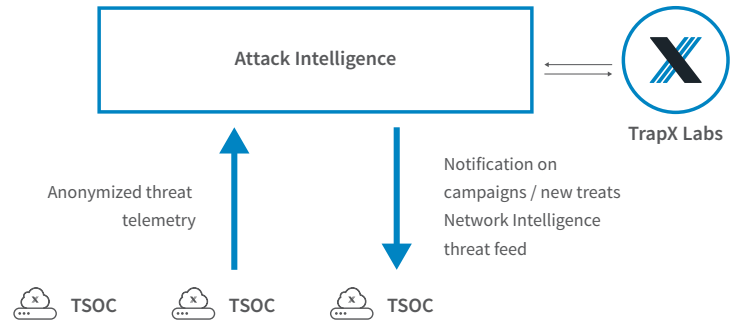 Attack Intelligence
TrapX Labs
Anonymized threat
telemetry
Notification on
campaigns / new treats
Network Intelligence
threat feed
x TSOC
x TSOC
x TSOC